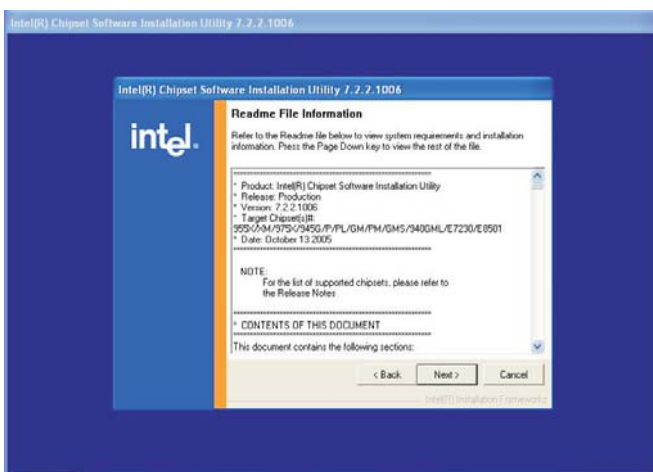 Intel(R) Chipset Software Installation Utility 7.2.2.1006
Intel(R) Chipset Software Installation Utility 7.2.2.1006
intel.
Readme File Information
Refer to the Readme file below to view system requirements and installation
information. Press the Page Down key to view the rest of the file.
************************************************************
* Product: Intel(R) Chipset Software Installation Utility
* Release: Production
* Version: 7.2.2.1006
* Target Chipset(s)#:
955X/XM/975X/945G/P/PL/GM/PM/GMS/940GML/E7230/E8501
* Date: October 13 2005
************************************************************
NOTE:
For the list of supported chipsets, please refer to
the Release Notes
************************************************************
* CONTENTS OF THIS DOCUMENT
************************************************************
This document contains the following sections:
< Back
Next >
Cancel
Intel(R) Installation Frameworks